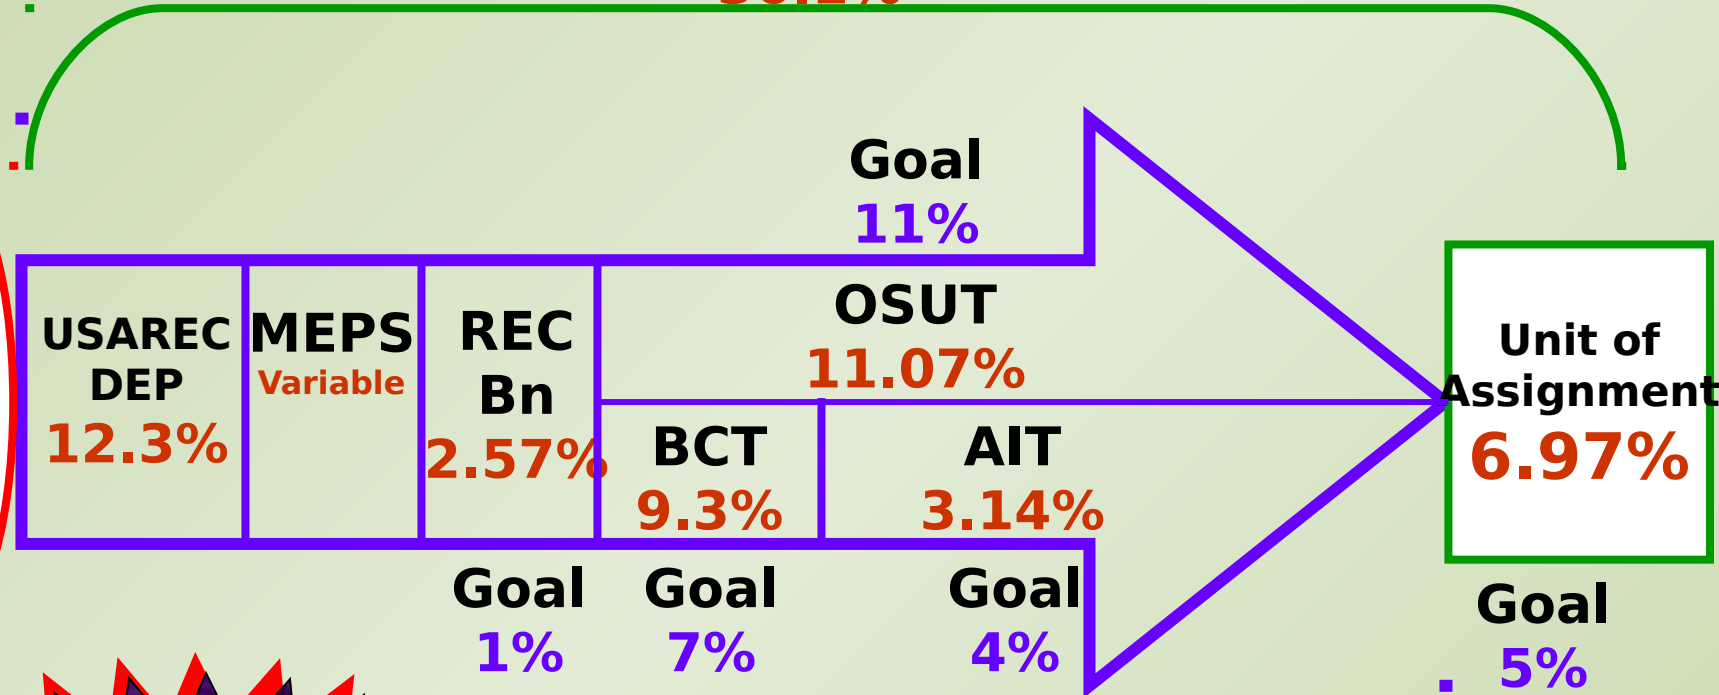 Goal
11%
USAREC
DEP
12.3%
MEPS
Variable
REC
Bn
2.57%
OSUT
11.07%
BCT
9.3%
AIT
3.14%
Unit of
Assignment
6.97%
Goal
1%
Goal
7%
Goal
4%
Goal
5%